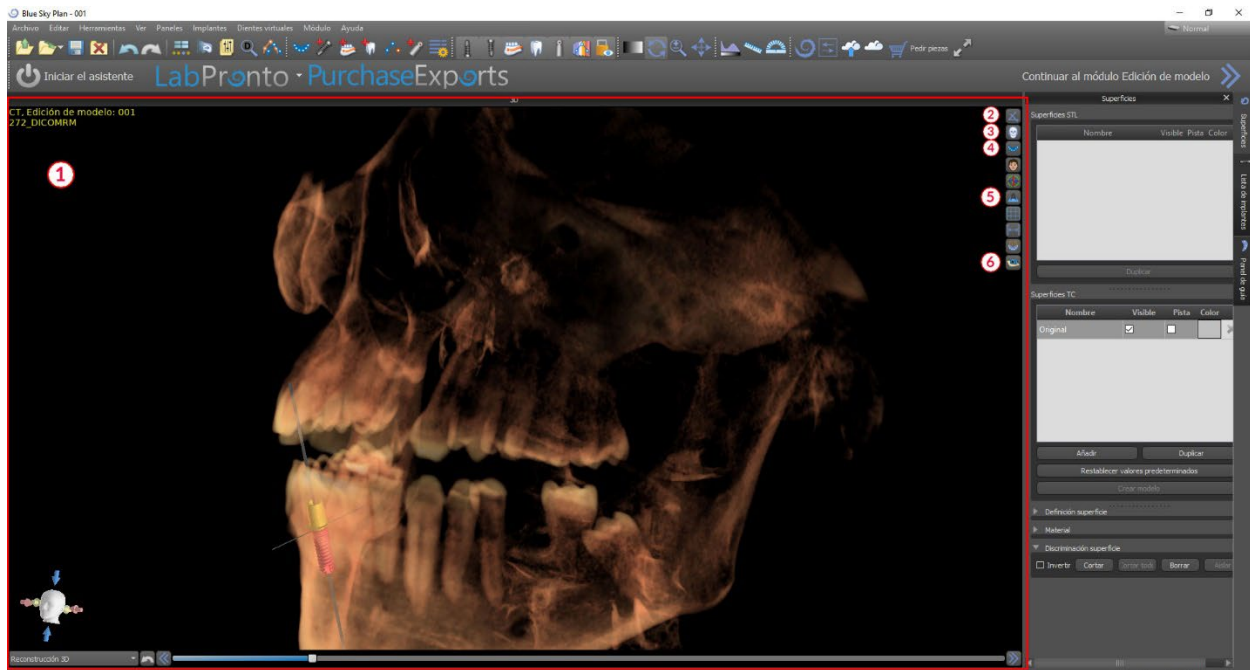 Blue Sky Plan - 001
Archivo Editar Herramientas Ver Paneles Implantes Dientes virtuales Módulo Ayuda
Normal
Pedir piezas
Iniciar el asistente
LabPronto PurchaseExports
Continuar al módulo Edición de modelo
3D
CT, Edición de modelo: 001
272_DICOMRM
1
2
3
4
5
6
Reconstrucción 3D
Superficies
Superficies STL
Nombre Visible Pista Color
Duplicar
Superficies TC
Nombre Visible Pista Color
Original
Añadir Duplicar
Restablecer valores predeterminados
Crear modelo
Definición superficie
Material
Discriminación superficie
Invertir Cortar Borrar
Superficies
Lista de implantes
Panel de guía